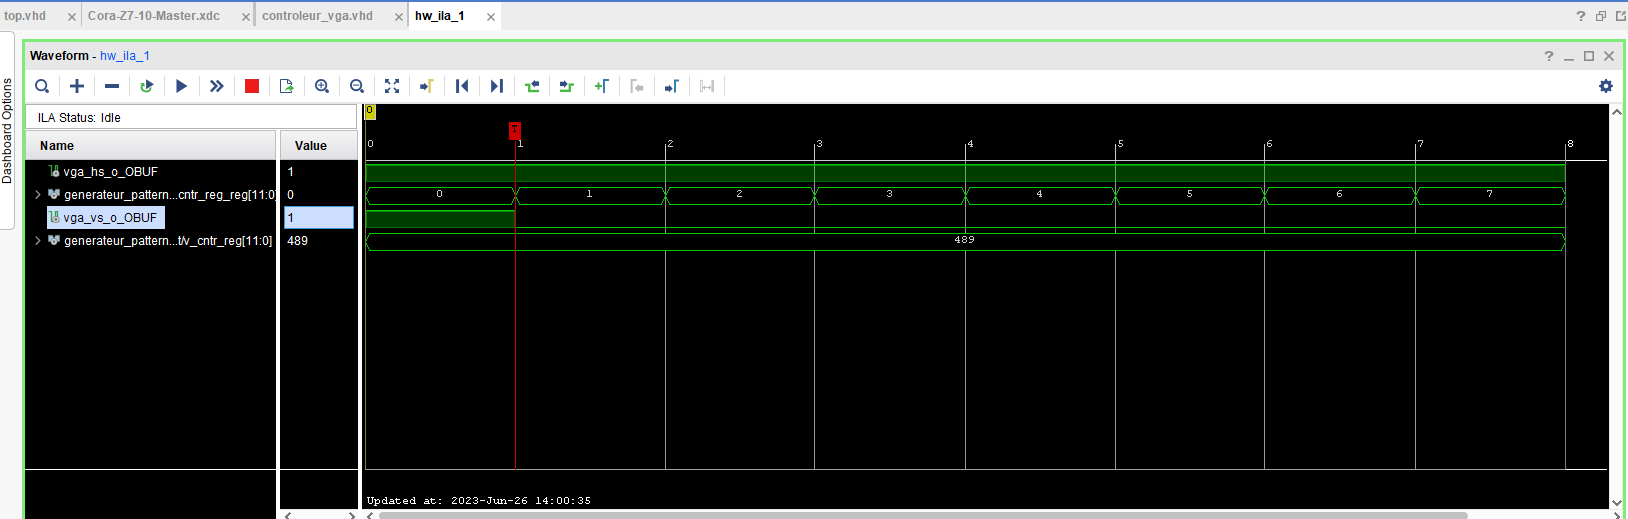 top.vhd Cora-Z7-10-Master.xdc controleur_vga.vhd hw_ila_1
Dashboard Options
Waveform - hw_ila_1
ILA Status: Idle
Name Value
0
T
0 1 2 3 4 5 6 7 8
vga_hs_o_OBUF 1
generateur_pattern...cntr_reg_reg[11:0] 0 0 1 2 3 4 5 6 7
vga_vs_o_OBUF 1
generateur_pattern...t/v_cntr_reg[11:0] 489 489
Updated at: 2023-Jun-26 14:00:35